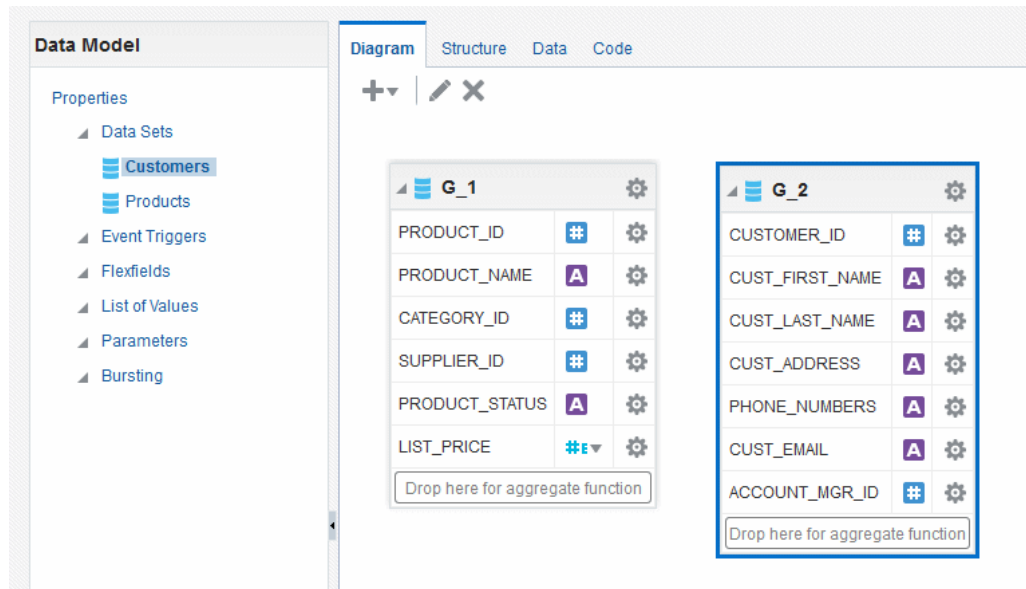 Data Model
Properties
Data Sets
Customers
Products
Event Triggers
Flexfields
List of Values
Parameters
Bursting
Diagram Structure Data Code
G_1
PRODUCT_ID #
PRODUCT_NAME A
CATEGORY_ID #
SUPPLIER_ID #
PRODUCT_STATUS A
LIST_PRICE #E
Drop here for aggregate function
G_2
CUSTOMER_ID #
CUST_FIRST_NAME A
CUST_LAST_NAME A
CUST_ADDRESS A
PHONE_NUMBERS A
CUST_EMAIL A
ACCOUNT_MGR_ID #
Drop here for aggregate function